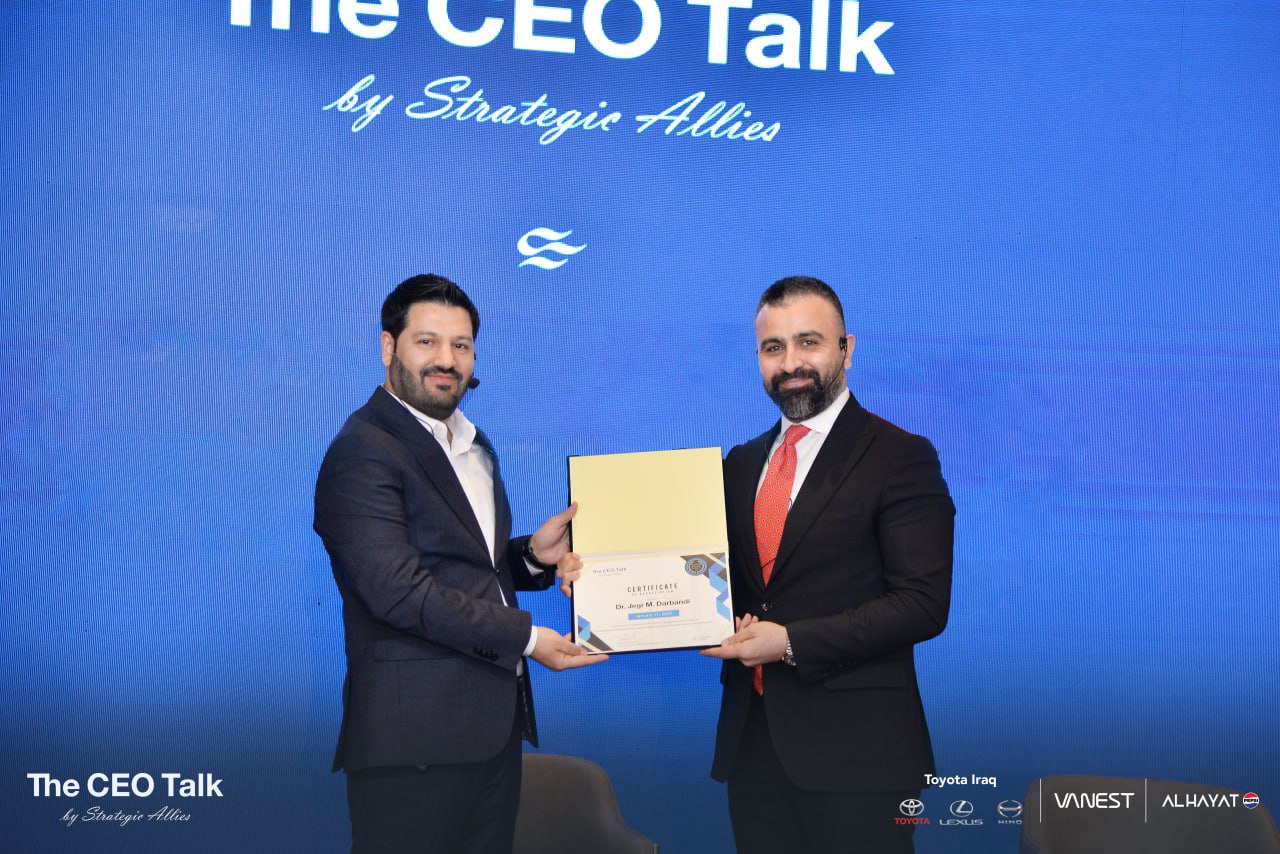 The CEO Talk
by Strategic Allies
The CEO Talk
CERTIFICATE
OF APPRECIATION
Dr. Jegr M. Darbandi
The CEO Talk
by Strategic Allies
Toyota Iraq
TOYOTA
LEXUS
HINO
VANEST
ALHAYAT
pepsi